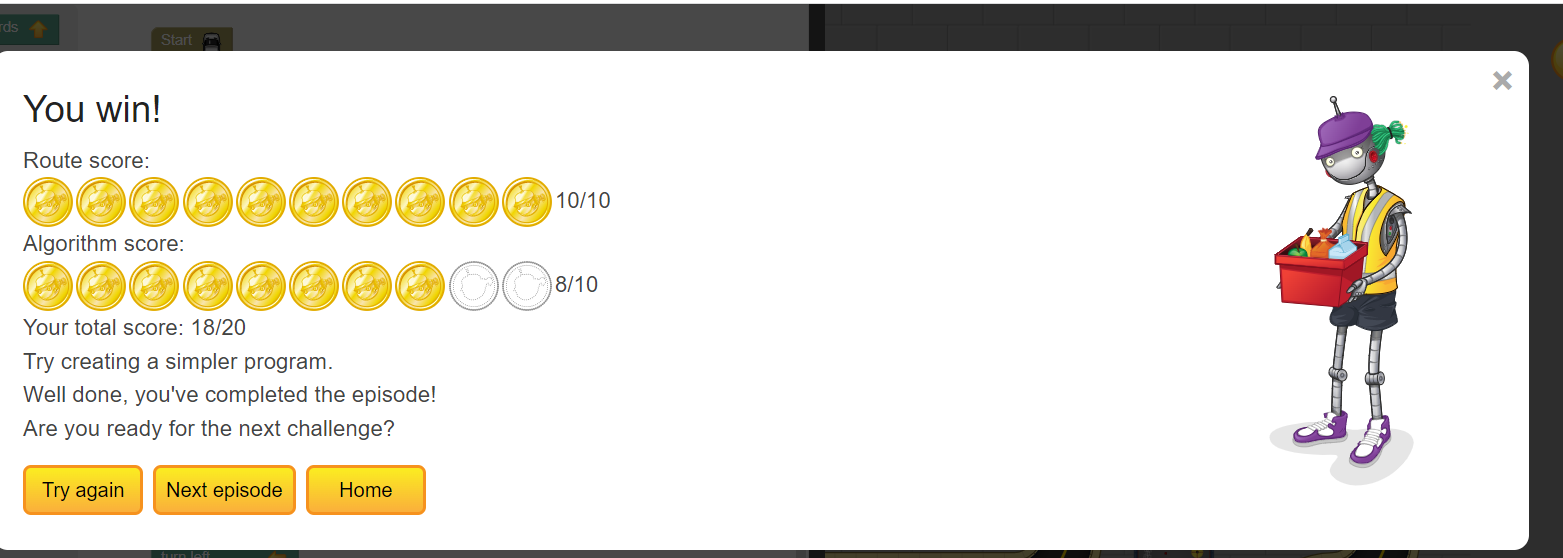 rds
Start
You win!
Route score:
10/10
Algorithm score:
8/10
Your total score: 18/20
Try creating a simpler program.
Well done, you've completed the episode!
Are you ready for the next challenge?
Try again Next episode Home
turn left